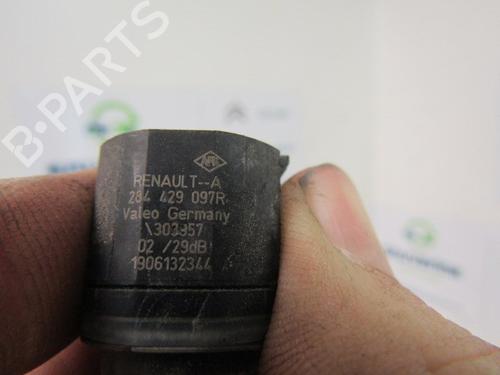 B-PARTS
RENAULT--A
284 429 097R
Valeo Germany
\303957
02 /29dB
1906132344